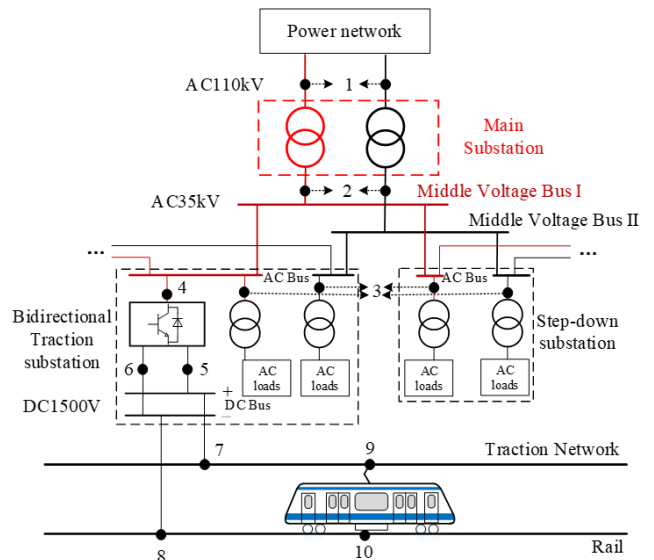 Power network
AC110kV
1
Main
Substation
2
AC35kV
Middle Voltage Bus I
Middle Voltage Bus II
...
...
AC Bus
AC Bus
4
3
Bidirectional
Traction
substation
Step-down
substation
6
5
AC
loads
AC
loads
AC
loads
AC
loads
DC1500V
+
DC Bus
−
7
9
Traction Network
8
10
Rail